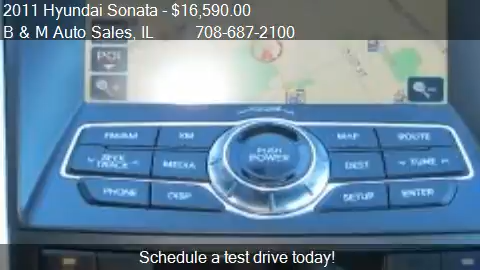 2011 Hyundai Sonata - $16,590.00
B & M Auto Sales, IL 708-687-2100
POI
FM/AM XM MAP ROUTE
SEEK TRACK MEDIA PUSH POWER DEST TUNE
PHONE DISP SETUP ENTER
Schedule a test drive today!